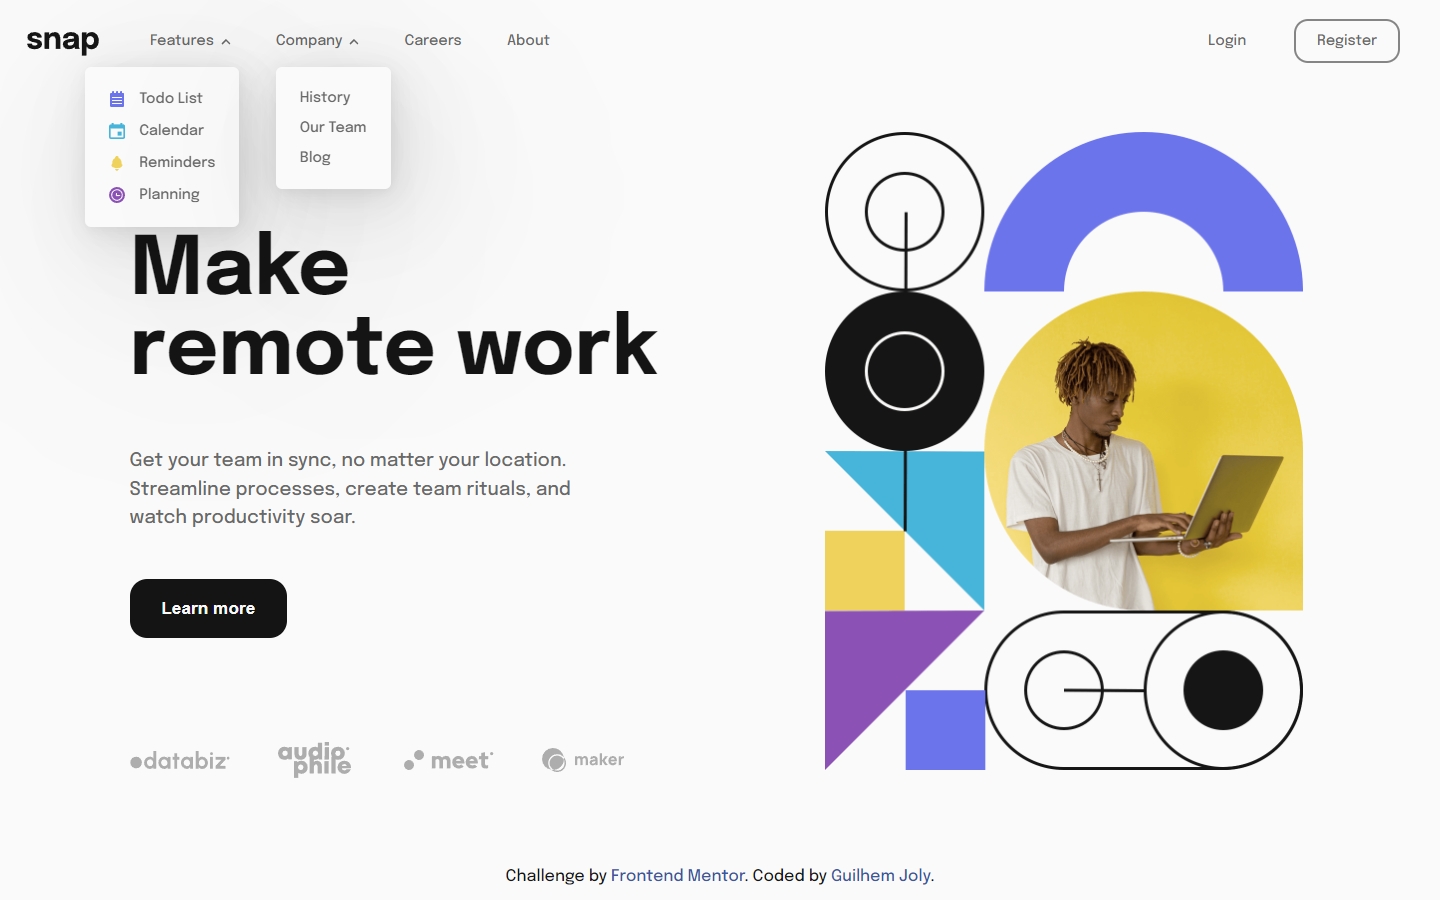 snap Features Company Careers About Login Register
Todo List
Calendar
Reminders
Planning
History
Our Team
Blog
Make
remote work
Get your team in sync, no matter your location.
Streamline processes, create team rituals, and
watch productivity soar.
Learn more
databiz audiophile meet maker
Challenge by Frontend Mentor. Coded by Guilhem Joly.